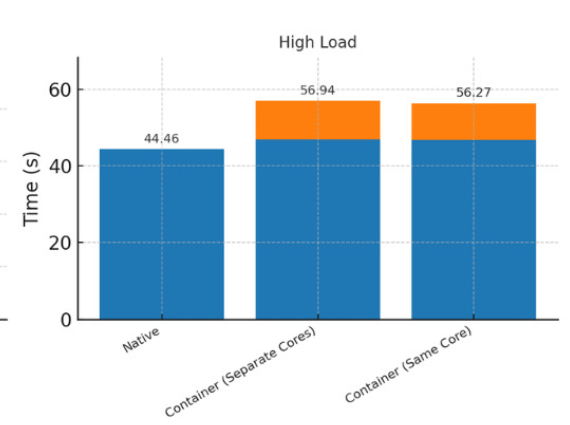 High Load
Time (s)
60
40
20
0
44.46
56.94
56.27
Native
Container (Separate Cores)
Container (Same Core)